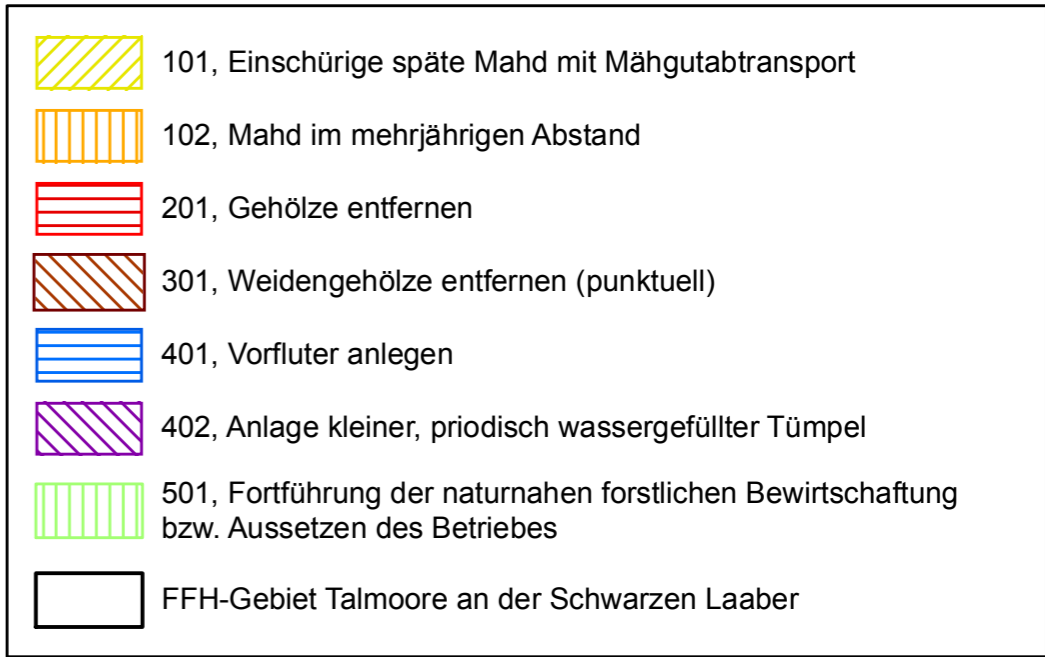 101, Einschürige späte Mahd mit Mähgutabtransport
102, Mahd im mehrjährigen Abstand
201, Gehölze entfernen
301, Weidengehölze entfernen (punktuell)
401, Vorfluter anlegen
402, Anlage kleiner, priodisch wassergefüllter Tümpel
501, Fortführung der naturnahen forstlichen Bewirtschaftung
bzw. Aussetzen des Betriebes
FFH-Gebiet Talmoore an der Schwarzen Laaber